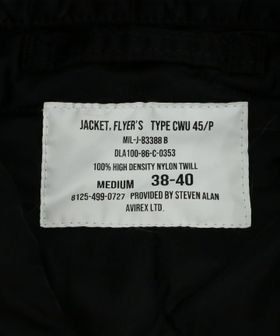 JACKET, FLYER'S TYPE CWU 45/P
MIL-J-83388 B
DLA100-86-C-0353
100% HIGH DENSITY NYLON TWILL
MEDIUM 38-40
8125-499-0727 PROVIDED BY STEVEN ALAN
AVIREX LTD.